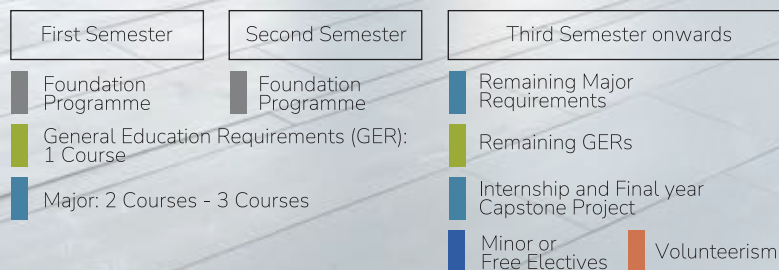 First Semester
Second Semester
Third Semester onwards
Foundation
Programme
Foundation
Programme
General Education Requirements (GER):
1 Course
Major: 2 Courses - 3 Courses
Remaining Major
Requirements
Remaining GERs
Internship and Final year
Capstone Project
Minor or
Free Electives
Volunteerism